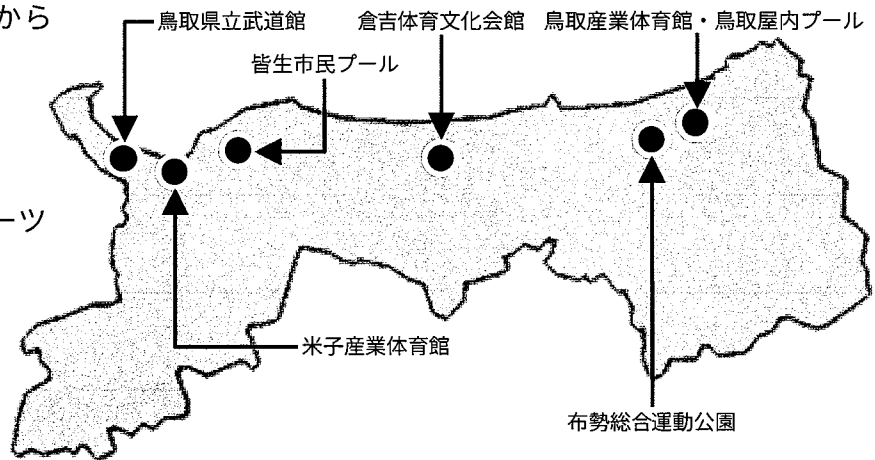 から
鳥取県立武道館
倉吉体育文化会館
鳥取産業体育館・鳥取屋内プール
皆生市民プール
ーツ
米子産業体育館
布勢総合運動公園